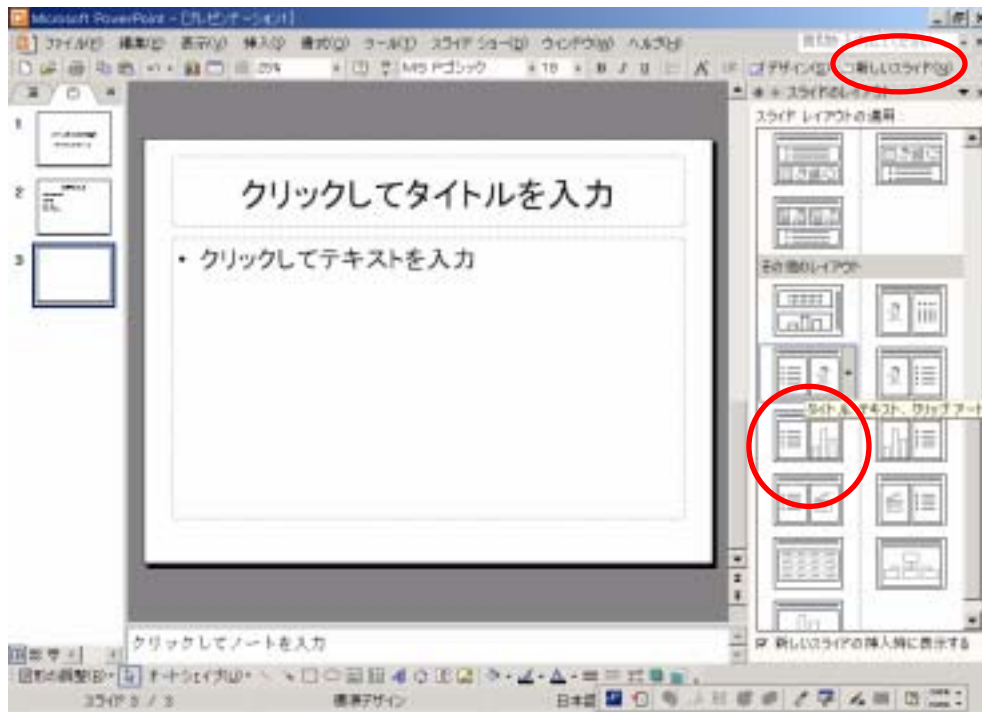 Microsoft PowerPoint - [プレゼンテーション1]
ファイル(F) 編集(E) 表示(V) 挿入(I) 書式(O) ツール(T) スライド ショー(D) ウィンドウ(W) ヘルプ(H)
MS Pゴシック 18 B I U デザイン(S) 新しいスライド(N)
スライドのレイアウト
スライド レイアウトの適用
1
2
3
クリックしてタイトルを入力
• クリックしてテキストを入力
その他のレイアウト
タイトル、テキスト、クリップ アート
クリックしてノートを入力
新しいスライドの挿入時に表示する
図形の調整(R) オートシェイプ(U)
スライド 3 / 3 標準デザイン 日本語